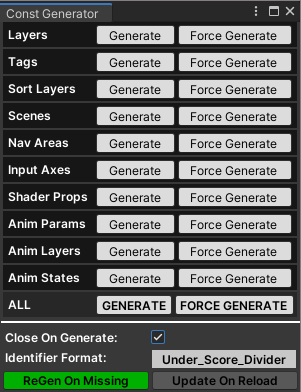 Const Generator
Layers Generate Force Generate
Tags Generate Force Generate
Sort Layers Generate Force Generate
Scenes Generate Force Generate
Nav Areas Generate Force Generate
Input Axes Generate Force Generate
Shader Props Generate Force Generate
Anim Params Generate Force Generate
Anim Layers Generate Force Generate
Anim States Generate Force Generate
ALL GENERATE FORCE GENERATE
Close On Generate:
Identifier Format: Under_Score_Divider
ReGen On Missing Update On Reload